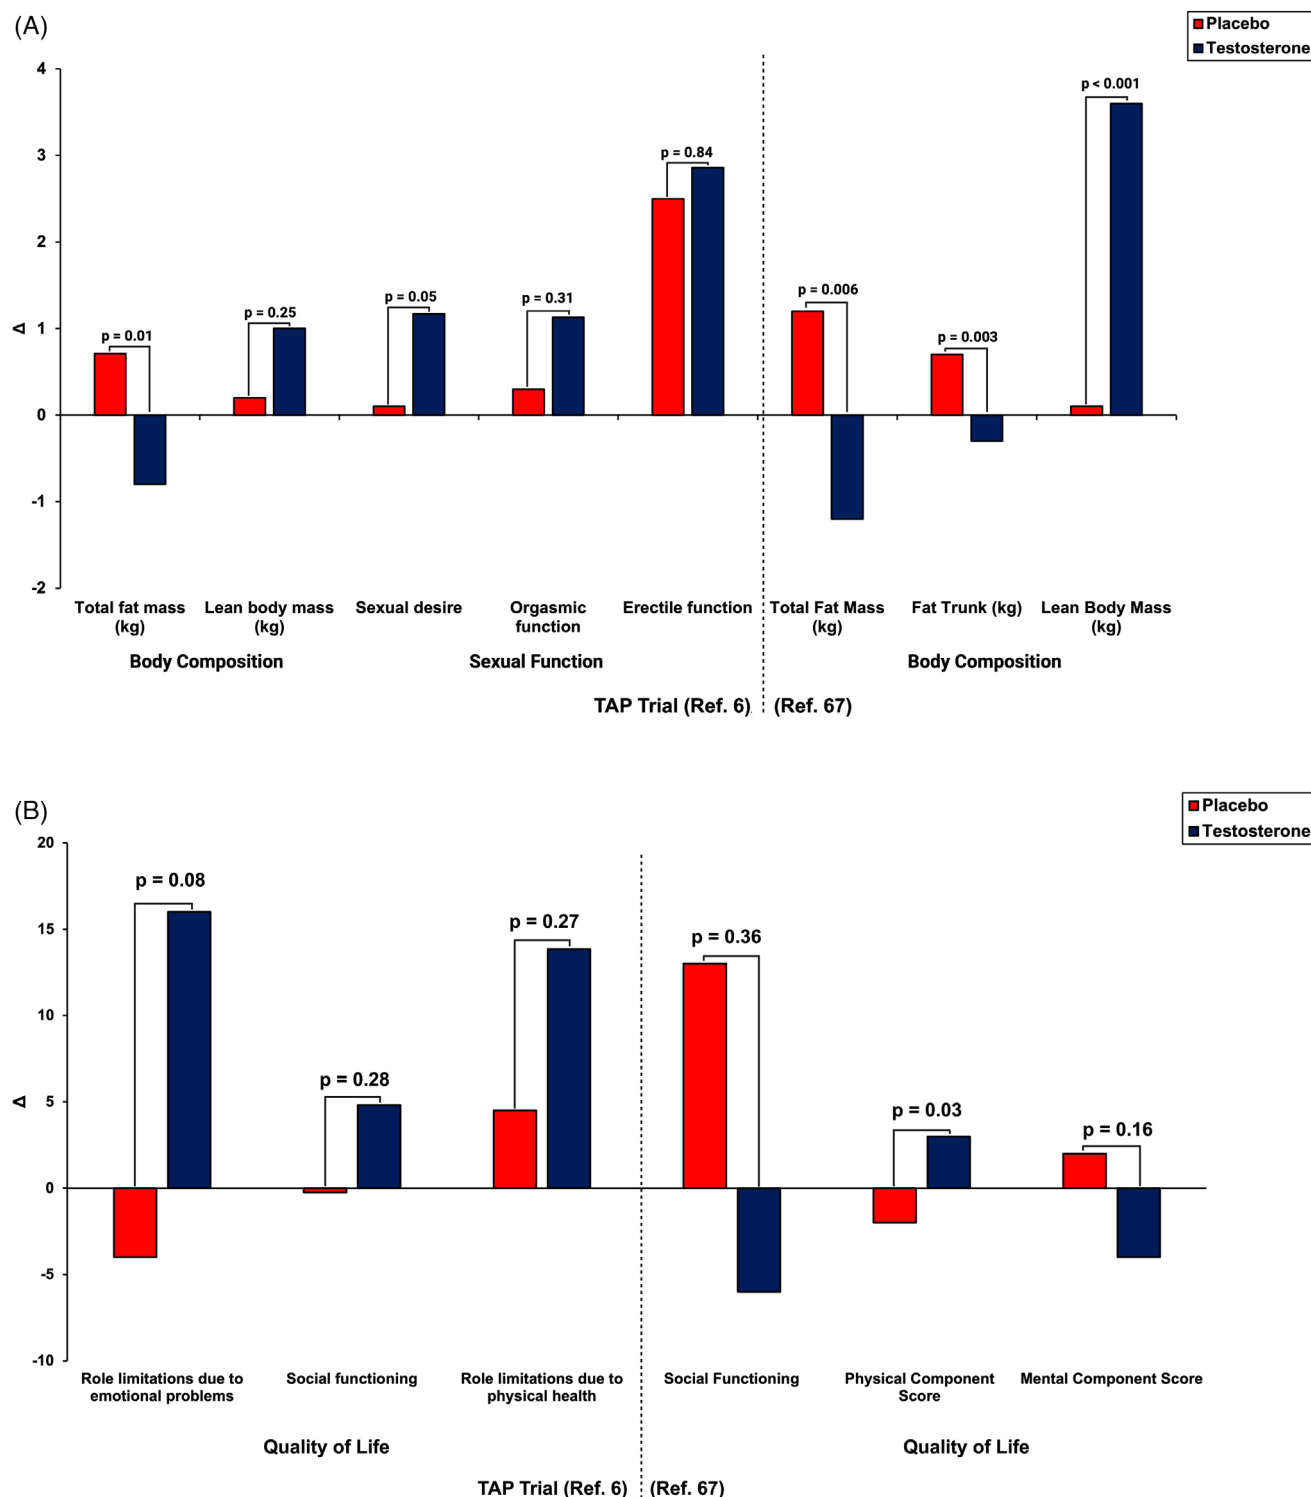 (A)
Placebo
Testosterone
4
3
2
1
0
-1
-2
Δ
p = 0.01
p = 0.25
p = 0.05
p = 0.31
p = 0.84
p = 0.006
p = 0.003
p < 0.001
Total fat mass
(kg)
Lean body mass
(kg)
Sexual desire
Orgasmic
function
Erectile function
Total Fat Mass
(kg)
Fat Trunk (kg)
Lean Body Mass
(kg)
Body Composition
Sexual Function
Body Composition
TAP Trial (Ref. 6)
(Ref. 67)
(B)
Placebo
Testosterone
20
15
10
5
0
-5
-10
Δ
p = 0.08
p = 0.28
p = 0.27
p = 0.36
p = 0.03
p = 0.16
Role limitations due to
emotional problems
Social functioning
Role limitations due to
physical health
Social Functioning
Physical Component
Score
Mental Component Score
Quality of Life
Quality of Life
TAP Trial (Ref. 6)
(Ref. 67)